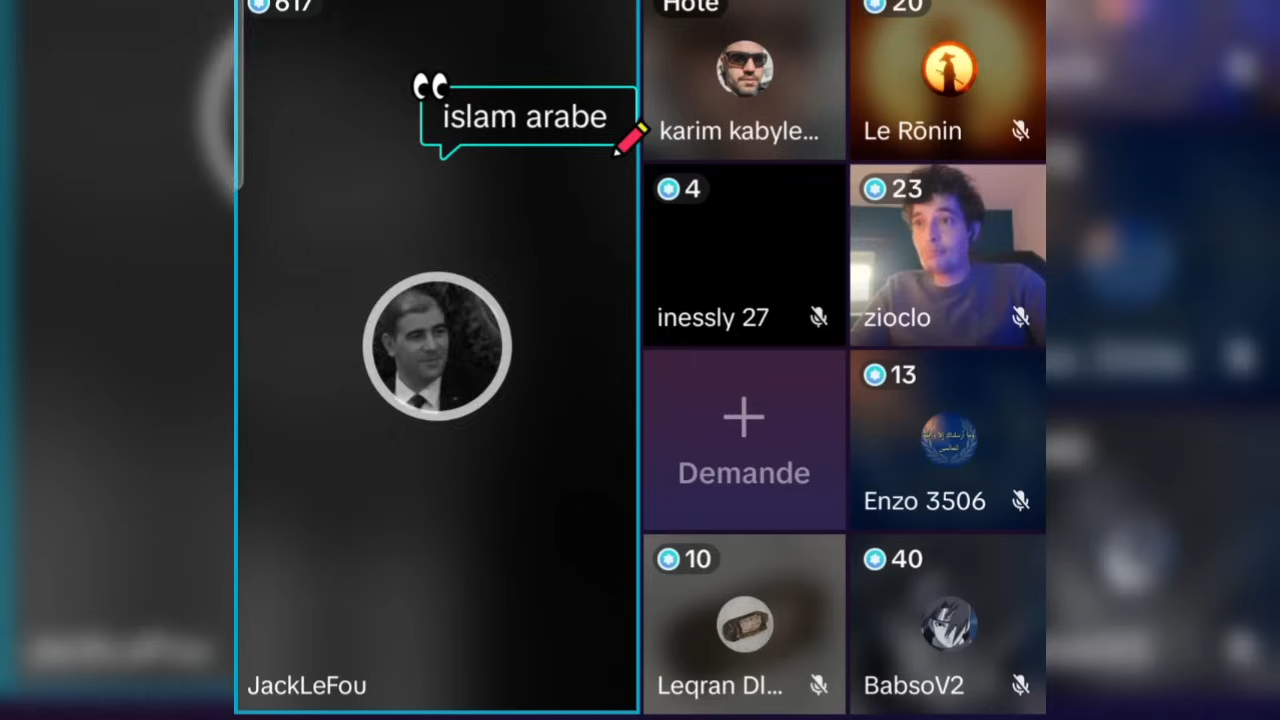 617
islam arabe
JackLeFou
Hôte
karim kabyle...
20
Le Rōnin
4
inessly 27
23
zioclo
Demande
13
Enzo 3506
10
Leqran Dl...
40
BabsoV2